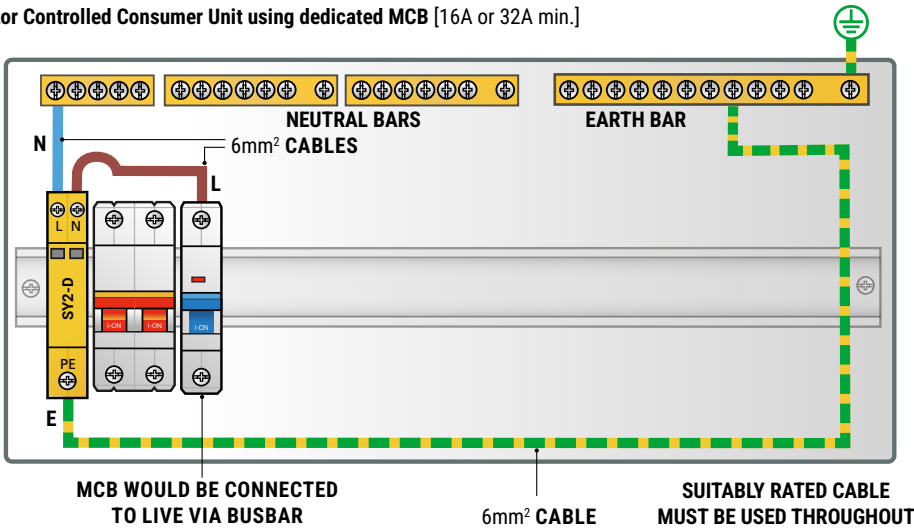 tor Controlled Consumer Unit using dedicated MCB [16A or 32A min.]
NEUTRAL BARS
EARTH BAR
N
6mm² CABLES
L
L N
SY2-D
I-ON I-ON I-ON
PE
E
MCB WOULD BE CONNECTED
TO LIVE VIA BUSBAR
6mm² CABLE
SUITABLY RATED CABLE
MUST BE USED THROUGHOUT